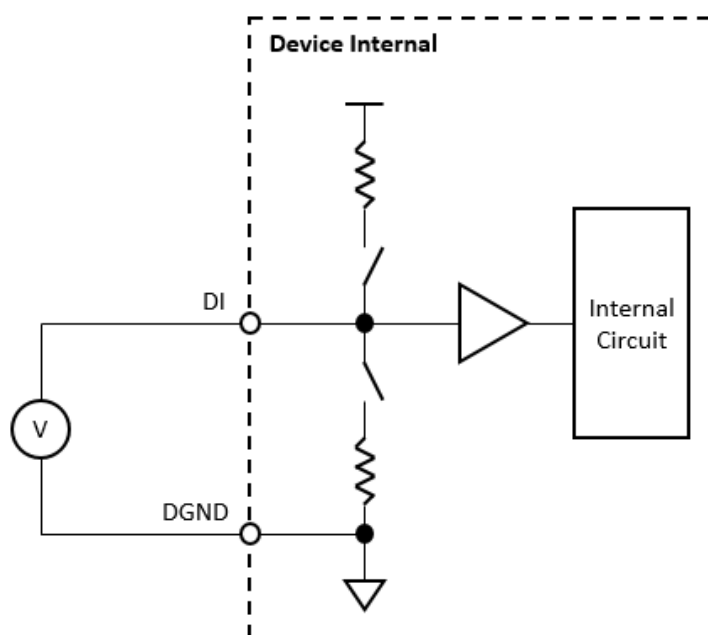 Device Internal
DI
Internal
Circuit
V
DGND